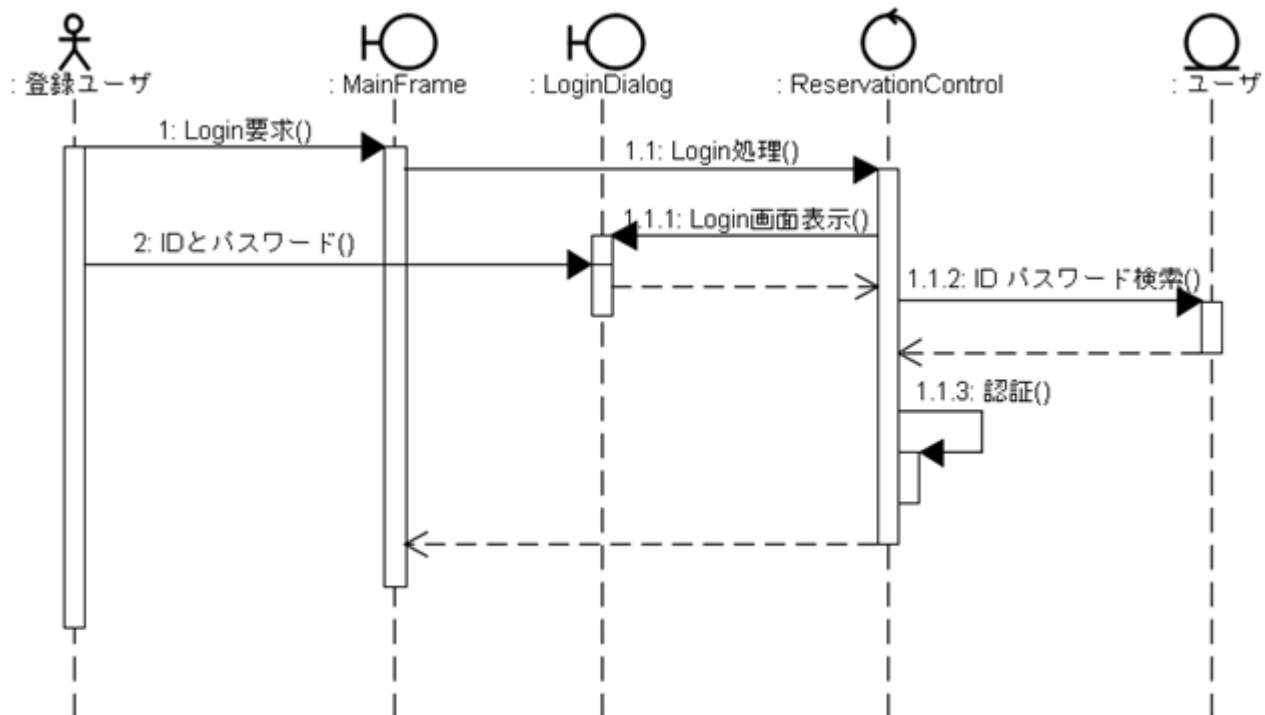 : 登録ユーザ
: MainFrame
: LoginDialog
: ReservationControl
: ユーザ
1: Login要求()
1.1: Login処理()
1.1.1: Login画面表示()
2: IDとパスワード()
1.1.2: ID パスワード検索()
1.1.3: 認証()